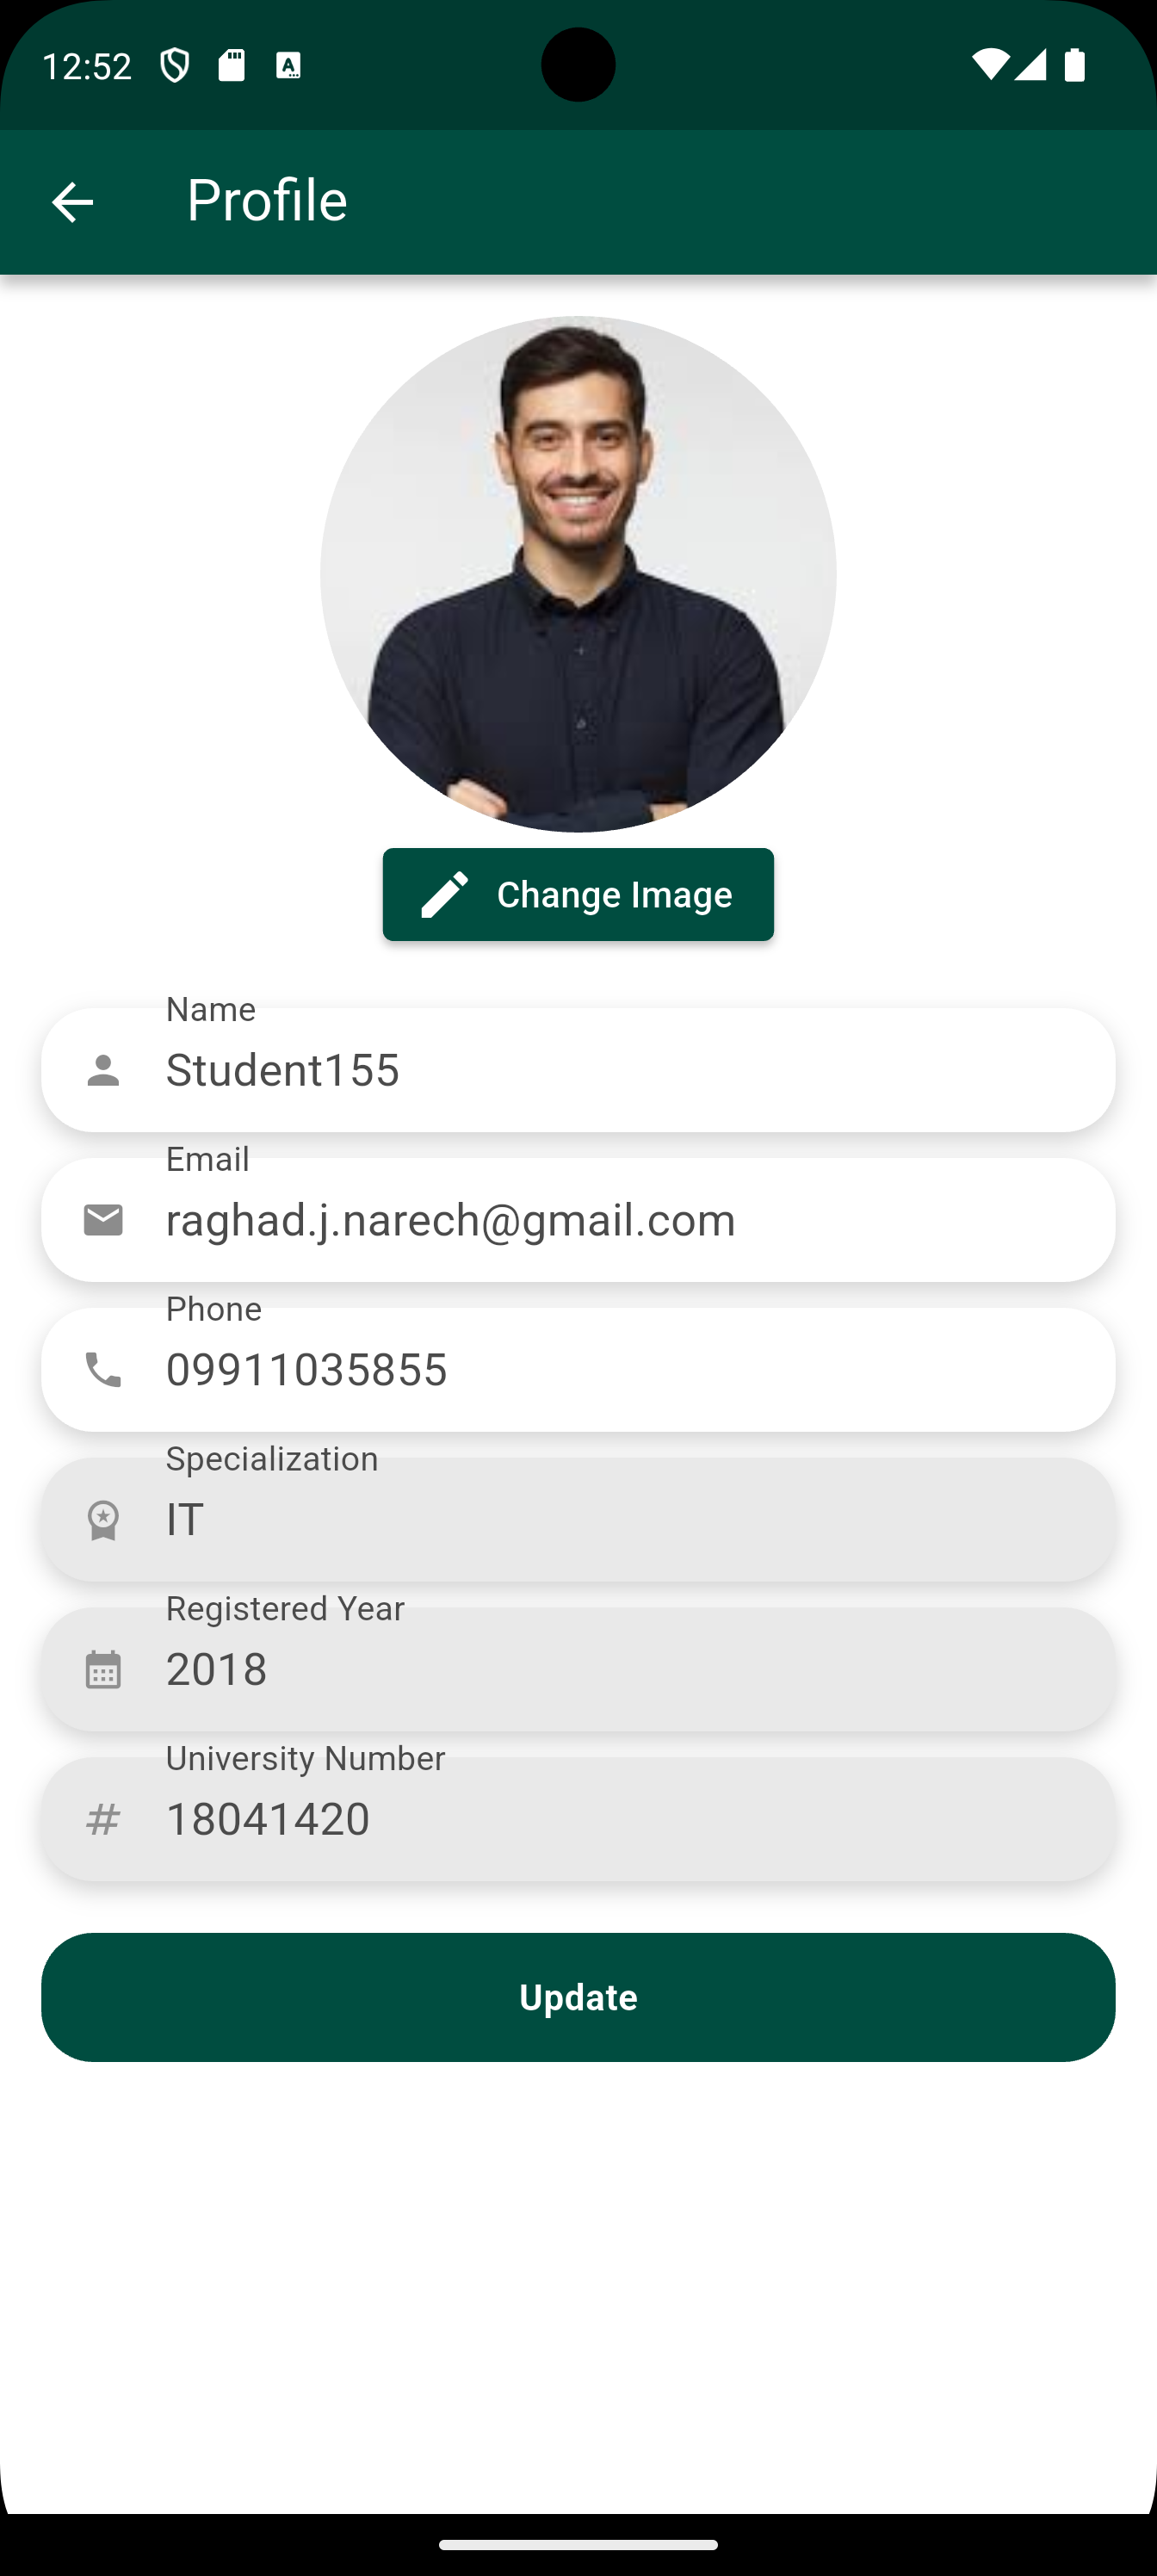 12:52
Profile
Change Image
Name
Student155
Email
raghad.j.narech@gmail.com
Phone
09911035855
Specialization
IT
Registered Year
2018
University Number
18041420
Update